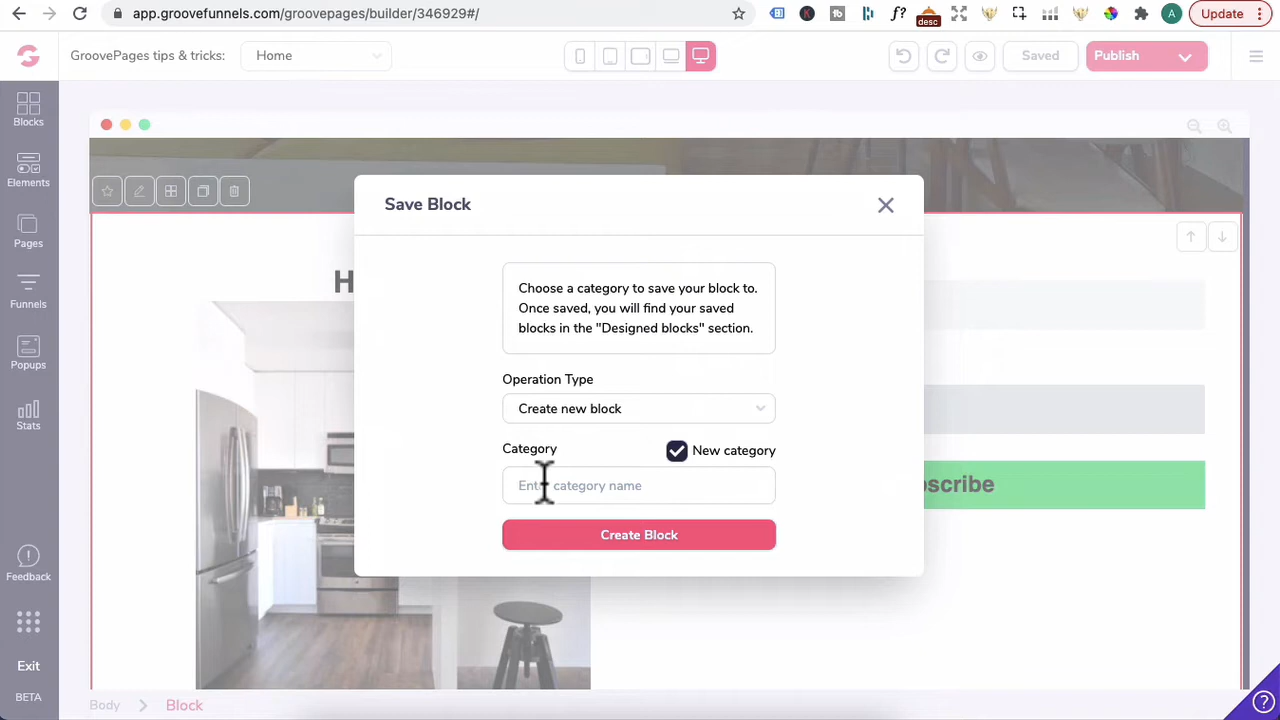 app.groovefunnels.com/groovepages/builder/346929#/
desc
A
Update
GroovePages tips & tricks:
Home
Saved
Publish
Blocks
Elements
Pages
Funnels
Popups
Stats
Feedback
Exit
BETA
H
Save Block
Choose a category to save your block to.
Once saved, you will find your saved
blocks in the "Designed blocks" section.
Operation Type
Create new block
Category
New category
Enter category name
Create Block
bscribe
Body
Block